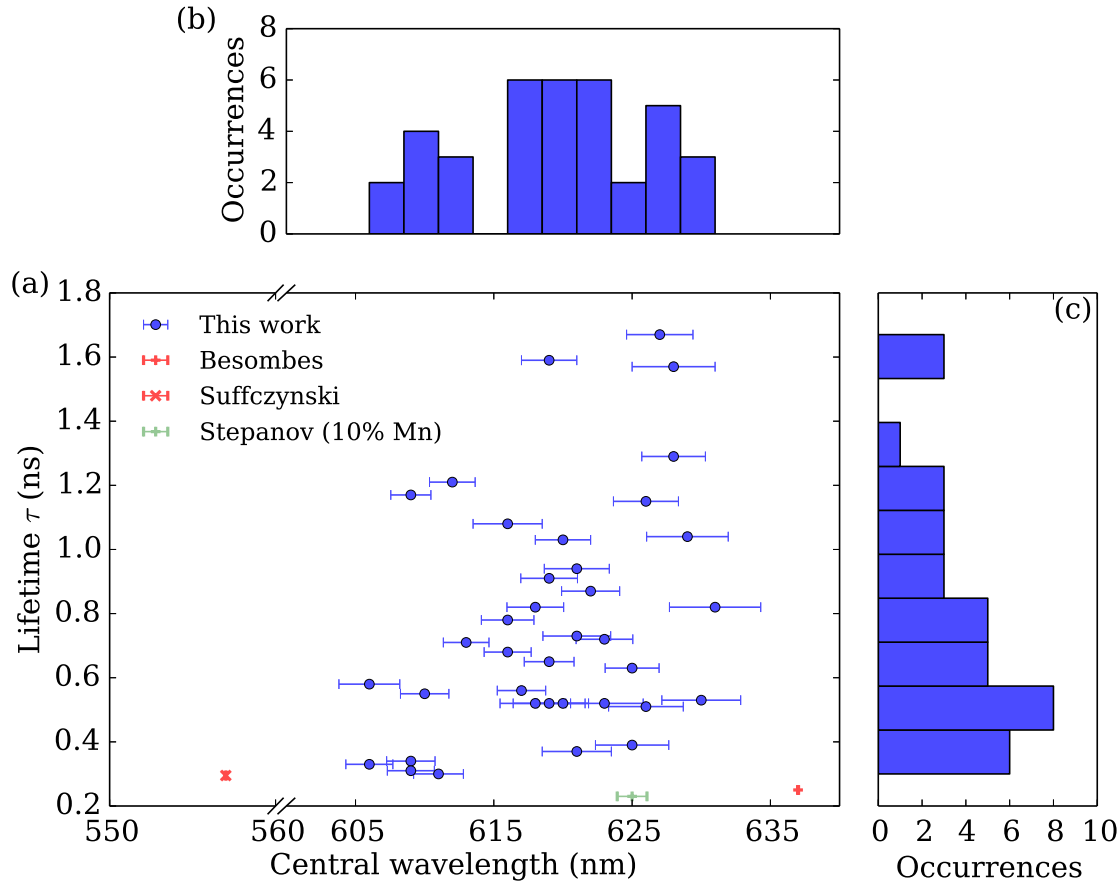 (b)
Occurrences
8
6
4
2
0
(a)
Lifetime τ (ns)
1.8
1.6
1.4
1.2
1.0
0.8
0.6
0.4
0.2
This work
Besombes
Suffczynski
Stepanov (10% Mn)
550 560 605 615 625 635
Central wavelength (nm)
(c)
0 2 4 6 8 10
Occurrences